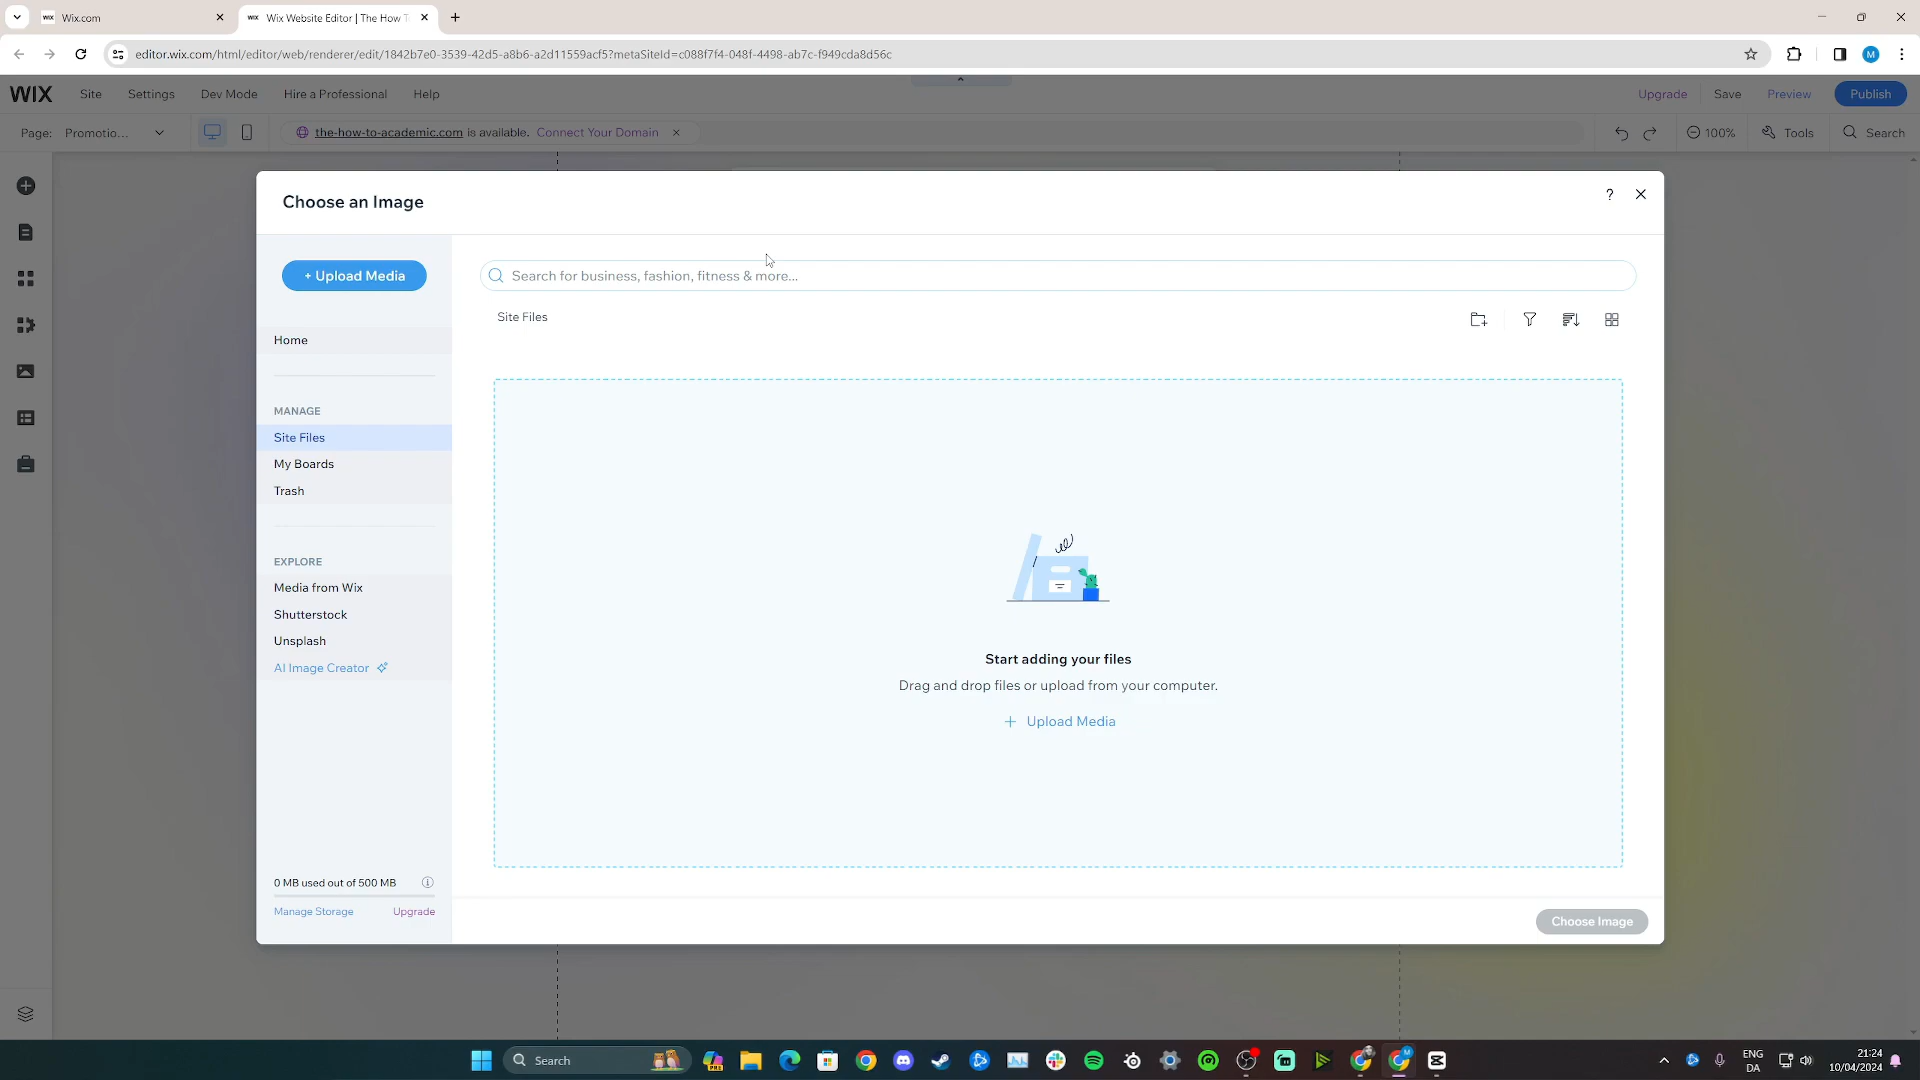 Wix.com
Wix Website Editor | The How T
editor.wix.com/html/editor/web/renderer/edit/1842b7e0-3539-42d5-a8b6-a2d11559acf5?metaSiteId=c088f7f4-048f-4498-ab7c-f949cda8d56c
M
WIX Site Settings Dev Mode Hire a Professional Help Upgrade Save Preview Publish
Page: Promotio... the-how-to-academic.com is available. Connect Your Domain 100% Tools Search
Choose an Image
?
+ Upload Media
Search for business, fashion, fitness & more...
Site Files
Home
MANAGE
Site Files
My Boards
Trash
EXPLORE
Media from Wix
Shutterstock
Unsplash
AI Image Creator
Start adding your files
Drag and drop files or upload from your computer.
+ Upload Media
0 MB used out of 500 MB
Manage Storage Upgrade
Choose Image
Search
ENG
DA
21:24
10/04/2024